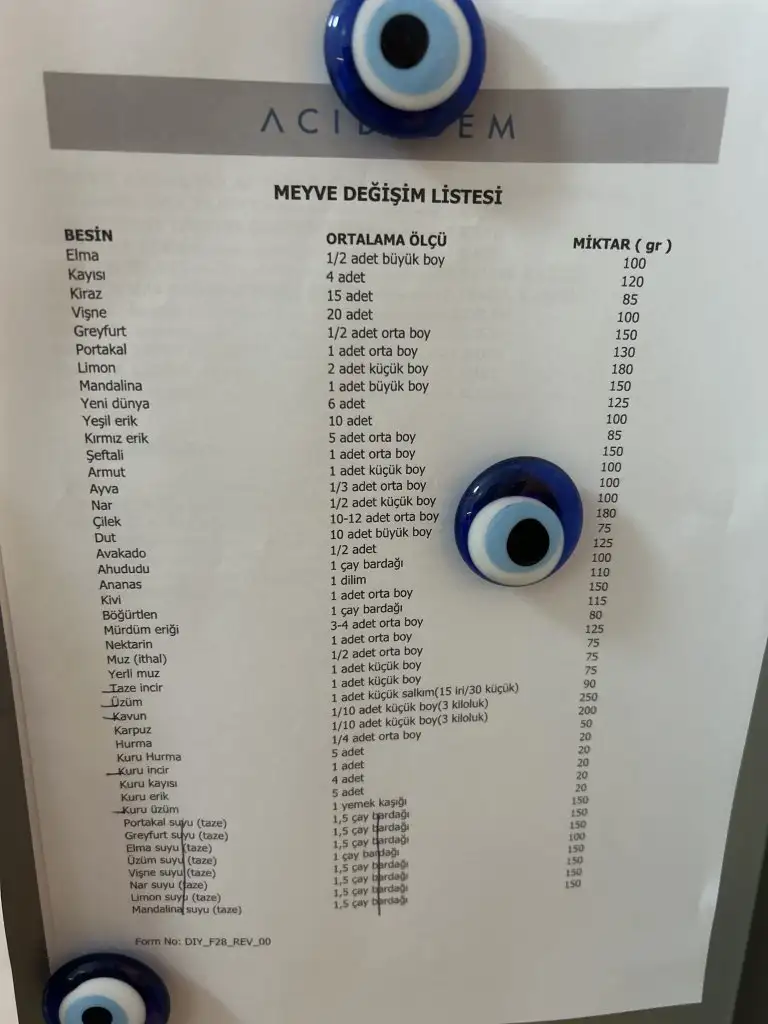 ACIBADEM
MEYVE DEĞİŞİM LİSTESİ
BESİN ORTALAMA ÖLÇÜ MİKTAR ( gr )
Elma 1/2 adet büyük boy 100
Kayısı 4 adet 120
Kiraz 15 adet 85
Vişne 20 adet 100
Greyfurt 1/2 adet orta boy 150
Portakal 1 adet orta boy 130
Limon 2 adet küçük boy 180
Mandalina 1 adet büyük boy 150
Yeni dünya 6 adet 125
Yeşil erik 10 adet 100
Kırmız erik 5 adet orta boy 85
Şeftali 1 adet orta boy 150
Armut 1 adet küçük boy 100
Ayva 1/3 adet orta boy 100
Nar 1/2 adet küçük boy 100
Çilek 10-12 adet orta boy 180
Dut 10 adet büyük boy 75
Avakado 1/2 adet 125
Ahududu 1 çay bardağı 100
Ananas 1 dilim 110
Kivi 1 adet orta boy 150
Böğürtlen 1 çay bardağı 115
Mürdüm eriği 3-4 adet orta boy 80
Nektarin 1 adet orta boy 125
Muz (ithal) 1/2 adet orta boy 75
Yerli muz 1 adet küçük boy 75
Taze incir 1 adet küçük boy 75
Üzüm 1 adet küçük salkım(15 iri/30 küçük) 90
Kavun 1/10 adet küçük boy(3 kiloluk) 250
Karpuz 1/10 adet küçük boy(3 kiloluk) 200
Hurma 1/4 adet orta boy 50
Kuru Hurma 5 adet 20
Kuru incir 1 adet 20
Kuru kayısı 4 adet 20
Kuru erik 5 adet 20
Kuru üzüm 1 yemek kaşığı 20
Portakal suyu (taze) 1,5 çay bardağı 150
Greyfurt suyu (taze) 1,5 çay bardağı 150
Elma suyu (taze) 1,5 çay bardağı 150
Üzüm suyu (taze) 1 çay bardağı 100
Vişne suyu (taze) 1,5 çay bardağı 150
Nar suyu (taze) 1,5 çay bardağı 150
Limon suyu (taze) 1,5 çay bardağı 150
Mandalina suyu (taze) 1,5 çay bardağı 150
Form No: DIY_F28_REV_00